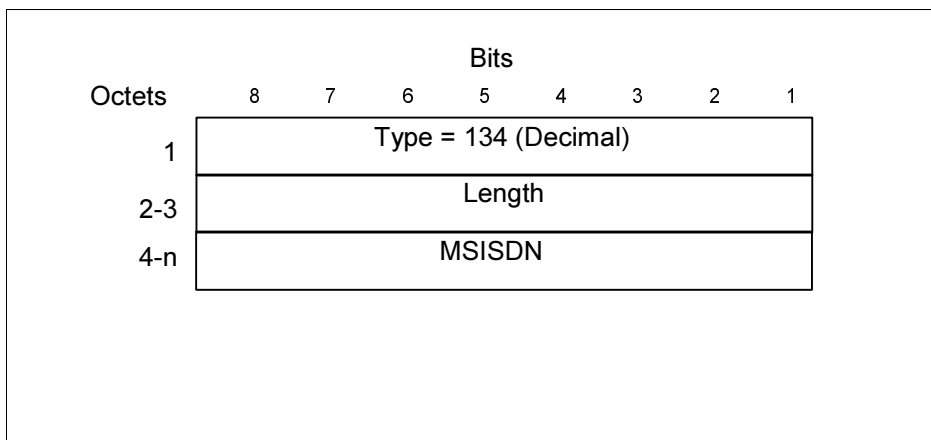 Bits
Octets 8 7 6 5 4 3 2 1
1 Type = 134 (Decimal)
2-3 Length
4-n MSISDN